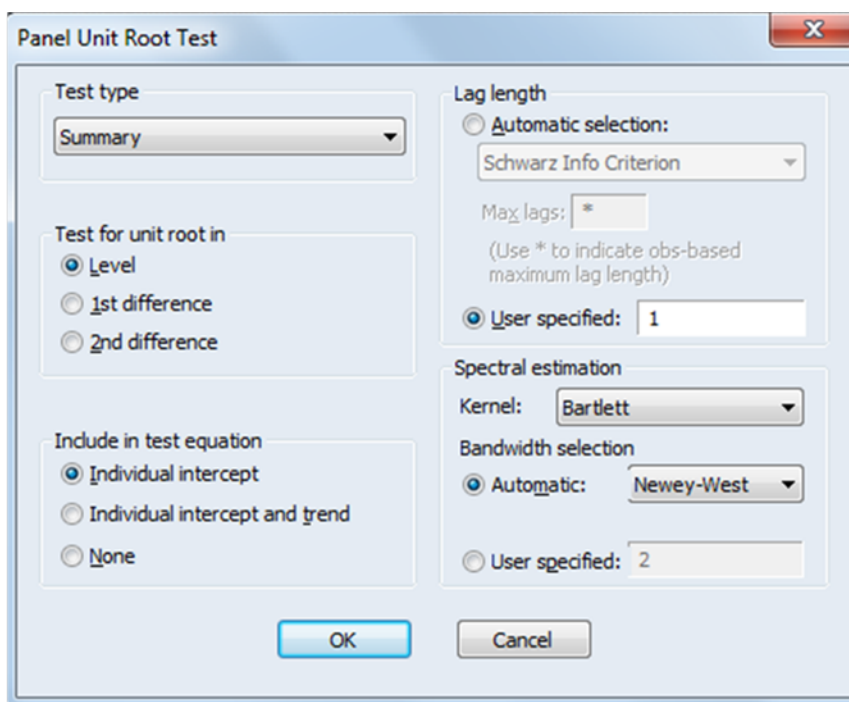 Panel Unit Root Test
Test type
Summary
Test for unit root in
Level
1st difference
2nd difference
Include in test equation
Individual intercept
Individual intercept and trend
None
Lag length
Automatic selection:
Schwarz Info Criterion
Max lags: *
(Use * to indicate obs-based
maximum lag length)
User specified: 1
Spectral estimation
Kernel: Bartlett
Bandwidth selection
Automatic: Newey-West
User specified: 2
OK
Cancel